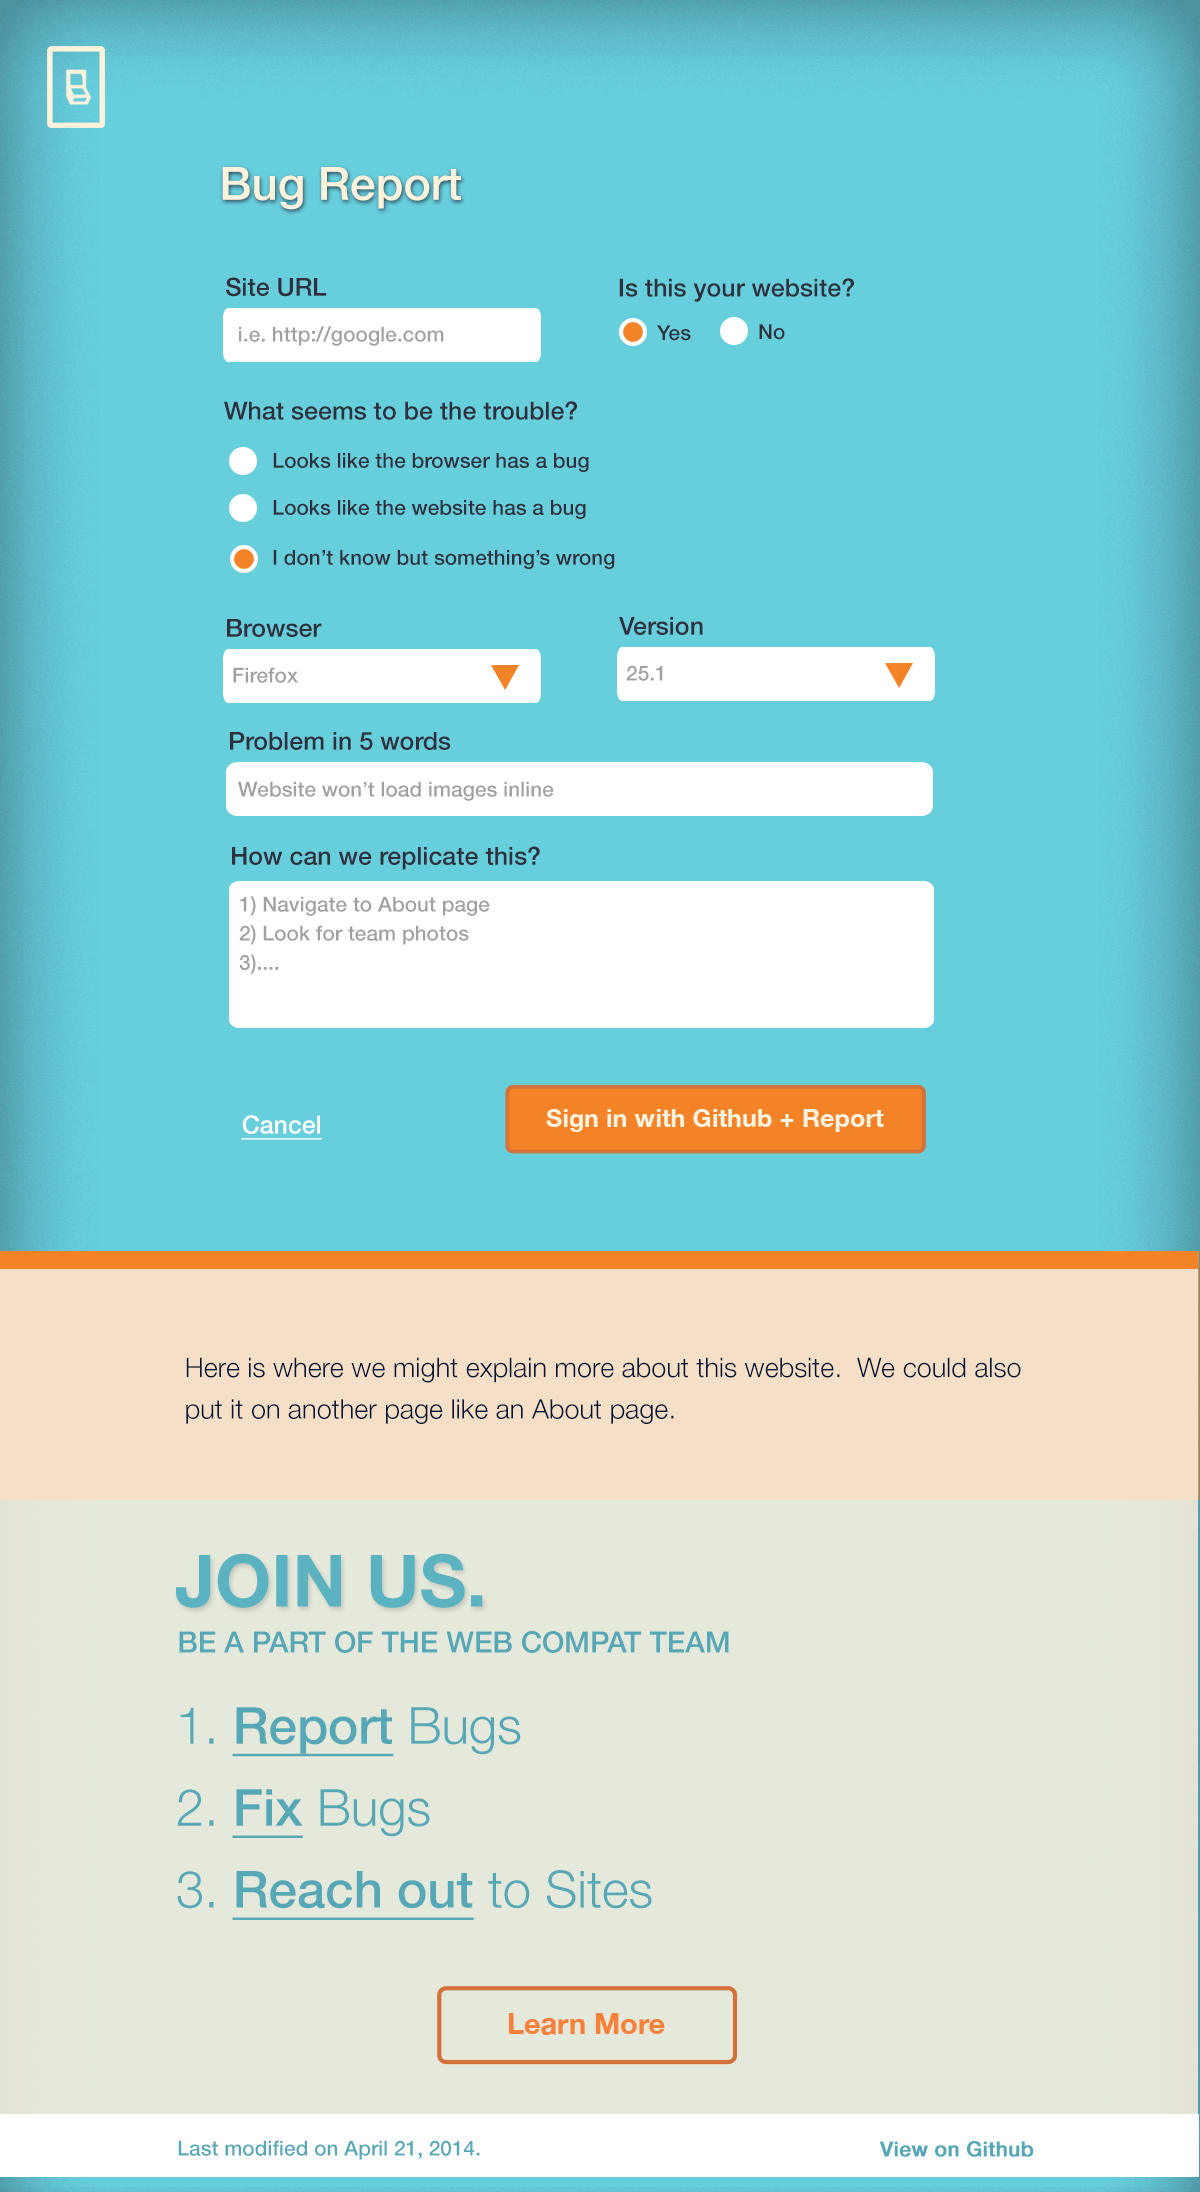 Bug Report
Site URL
i.e. http://google.com
Is this your website?
Yes
No
What seems to be the trouble?
Looks like the browser has a bug
Looks like the website has a bug
I don’t know but something’s wrong
Browser
Firefox
Version
25.1
Problem in 5 words
Website won’t load images inline
How can we replicate this?
1) Navigate to About page
2) Look for team photos
3)....
Cancel
Sign in with Github + Report
Here is where we might explain more about this website.  We could also
put it on another page like an About page.
JOIN US.
BE A PART OF THE WEB COMPAT TEAM
1. Report Bugs
2. Fix Bugs
3. Reach out to Sites
Learn More
Last modified on April 21, 2014.
View on Github